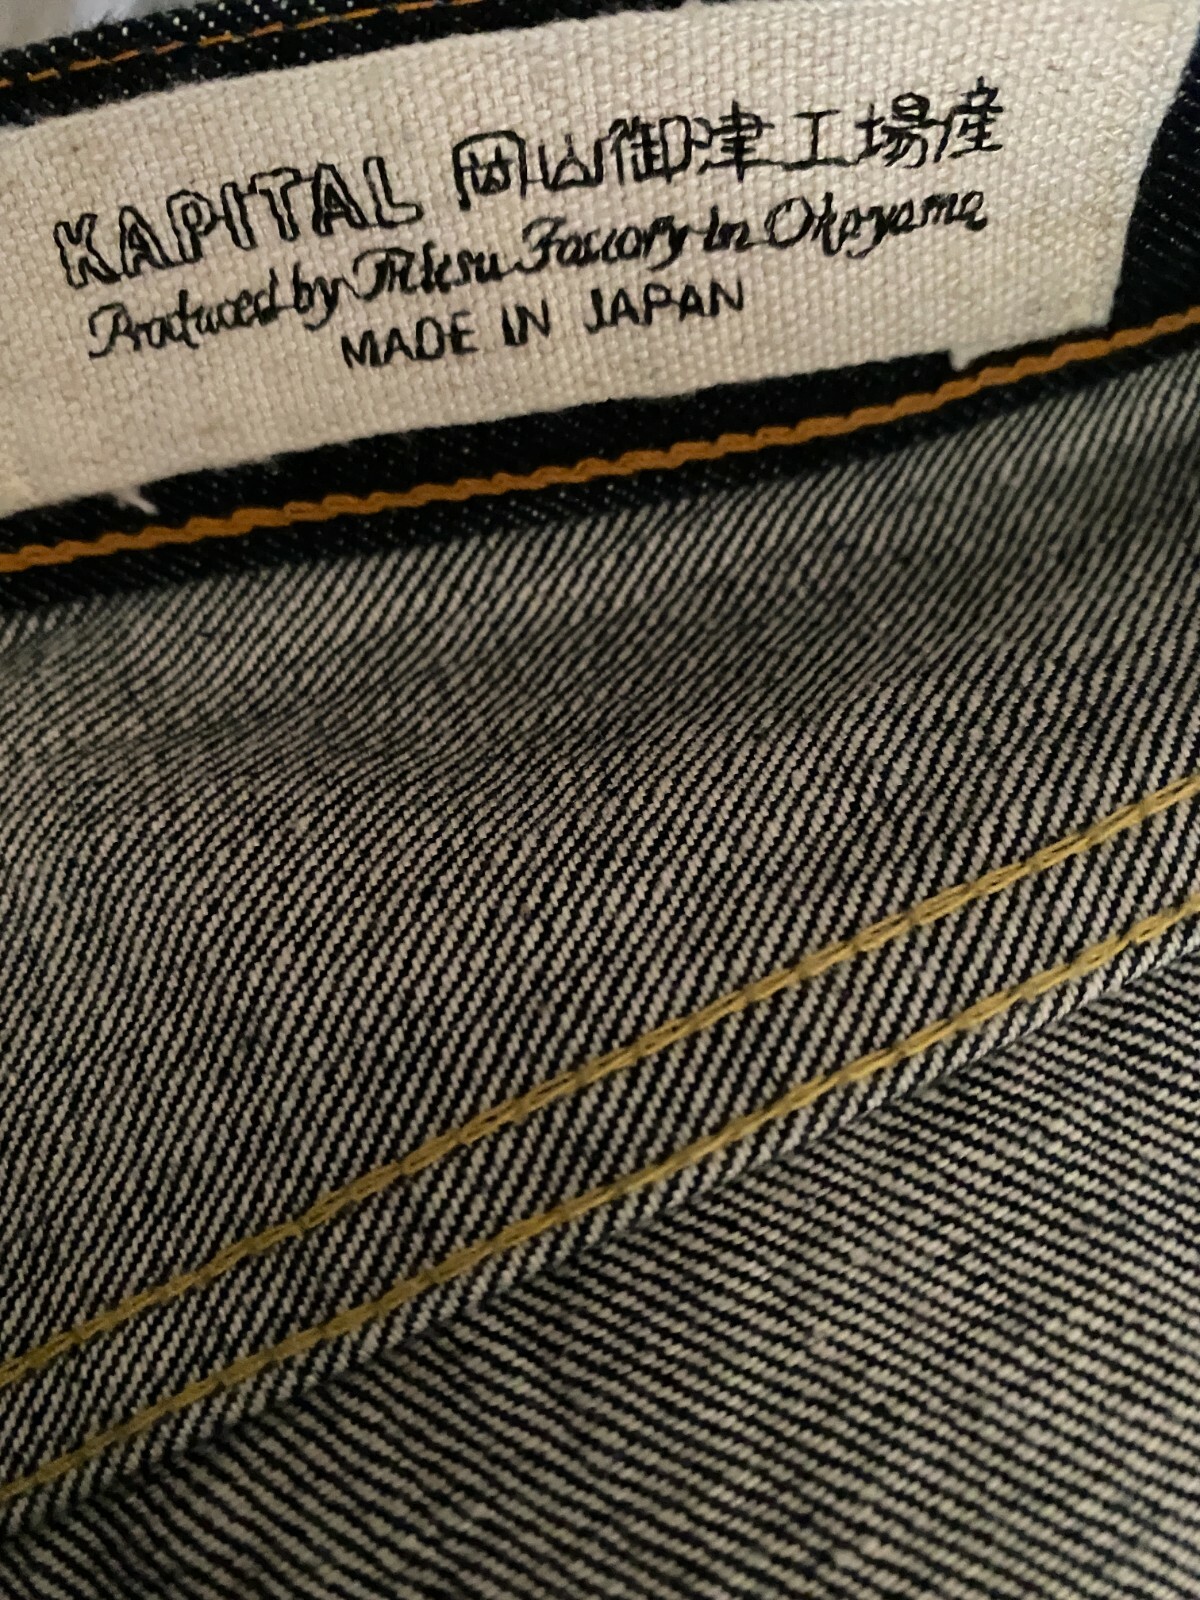 KAPITAL 岡山御津工場産
Produced by Mitsu Factory in Okayama
MADE IN JAPAN